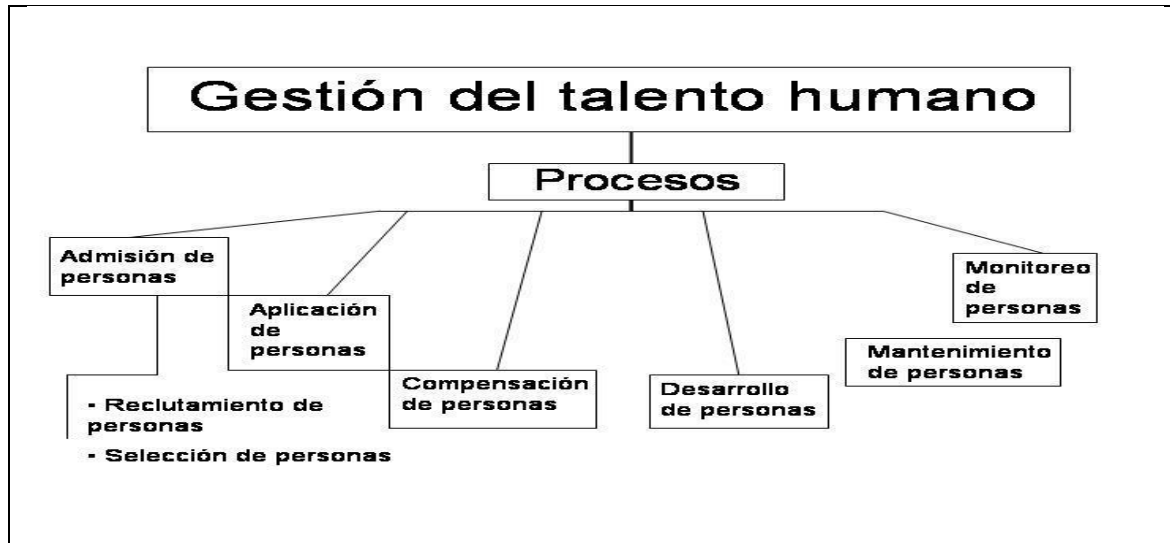 Gestión del talento humano
Procesos
Admisión de
personas
- Reclutamiento de
personas
- Selección de personas
Aplicación
de
personas
Compensación
de personas
Desarrollo
de personas
Mantenimiento
de personas
Monitoreo
de
personas